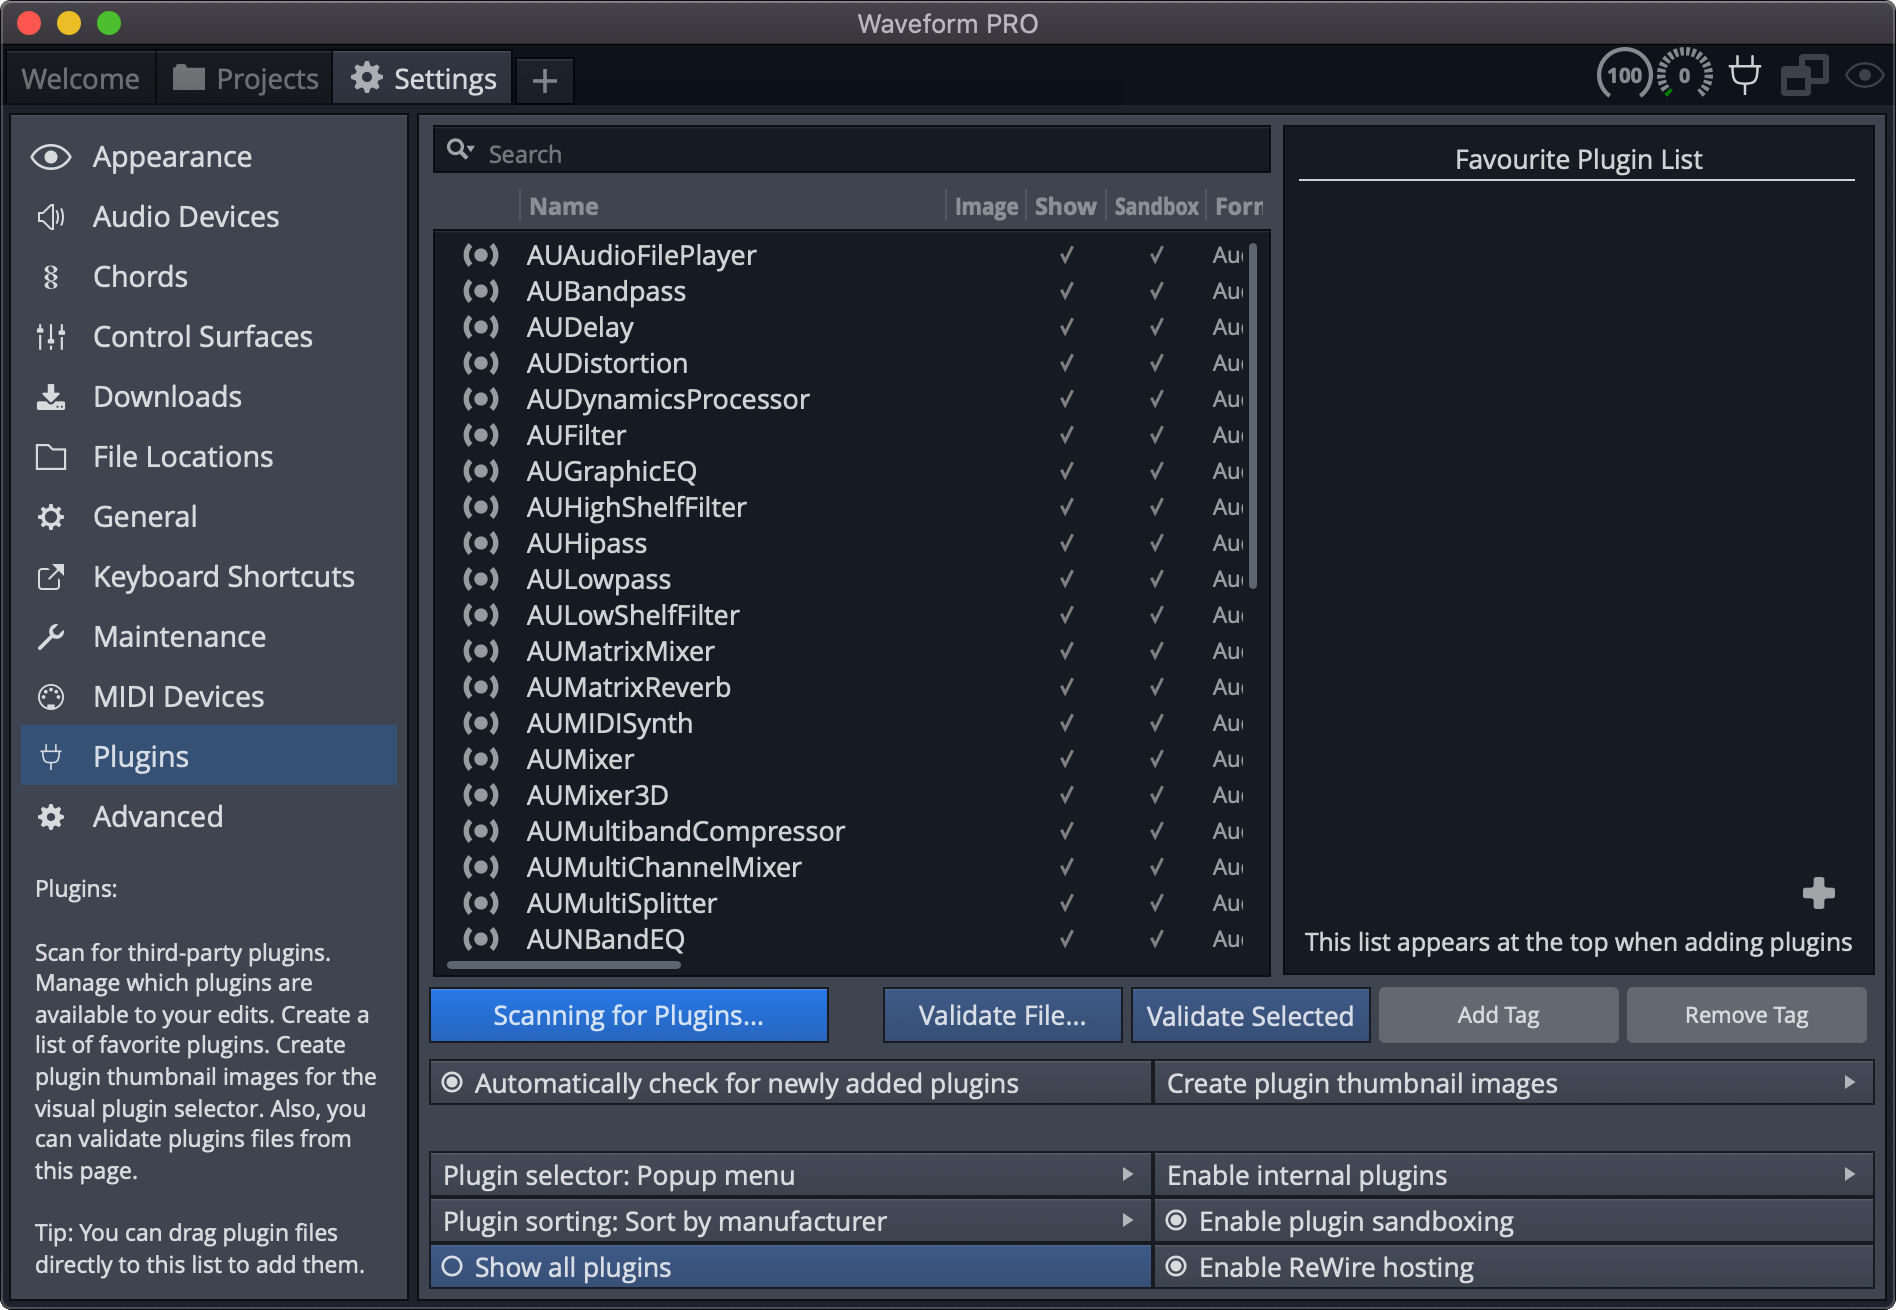 Waveform PRO
Welcome
Projects
Settings
100
0
Appearance
Audio Devices
Chords
Control Surfaces
Downloads
File Locations
General
Keyboard Shortcuts
Maintenance
MIDI Devices
Plugins
Advanced
Plugins:
Scan for third-party plugins.
Manage which plugins are
available to your edits. Create a
list of favorite plugins. Create
plugin thumbnail images for the
visual plugin selector. Also, you
can validate plugins files from
this page.
Tip: You can drag plugin files
directly to this list to add them.
Search
Name Image Show Sandbox Forn
AUAudioFilePlayer ✓ ✓ Au
AUBandpass ✓ ✓ Au
AUDelay ✓ ✓ Au
AUDistortion ✓ ✓ Au
AUDynamicsProcessor ✓ ✓ Au
AUFilter ✓ ✓ Au
AUGraphicEQ ✓ ✓ Au
AUHighShelfFilter ✓ ✓ Au
AUHipass ✓ ✓ Au
AULowpass ✓ ✓ Au
AULowShelfFilter ✓ ✓ Au
AUMatrixMixer ✓ ✓ Au
AUMatrixReverb ✓ ✓ Au
AUMIDISynth ✓ ✓ Au
AUMixer ✓ ✓ Au
AUMixer3D ✓ ✓ Au
AUMultibandCompressor ✓ ✓ Au
AUMultiChannelMixer ✓ ✓ Au
AUMultiSplitter ✓ ✓ Au
AUNBandEQ ✓ ✓ Au
Favourite Plugin List
This list appears at the top when adding plugins
Scanning for Plugins...
Validate File...
Validate Selected
Add Tag
Remove Tag
Automatically check for newly added plugins
Create plugin thumbnail images
Plugin selector: Popup menu
Enable internal plugins
Plugin sorting: Sort by manufacturer
Enable plugin sandboxing
Show all plugins
Enable ReWire hosting